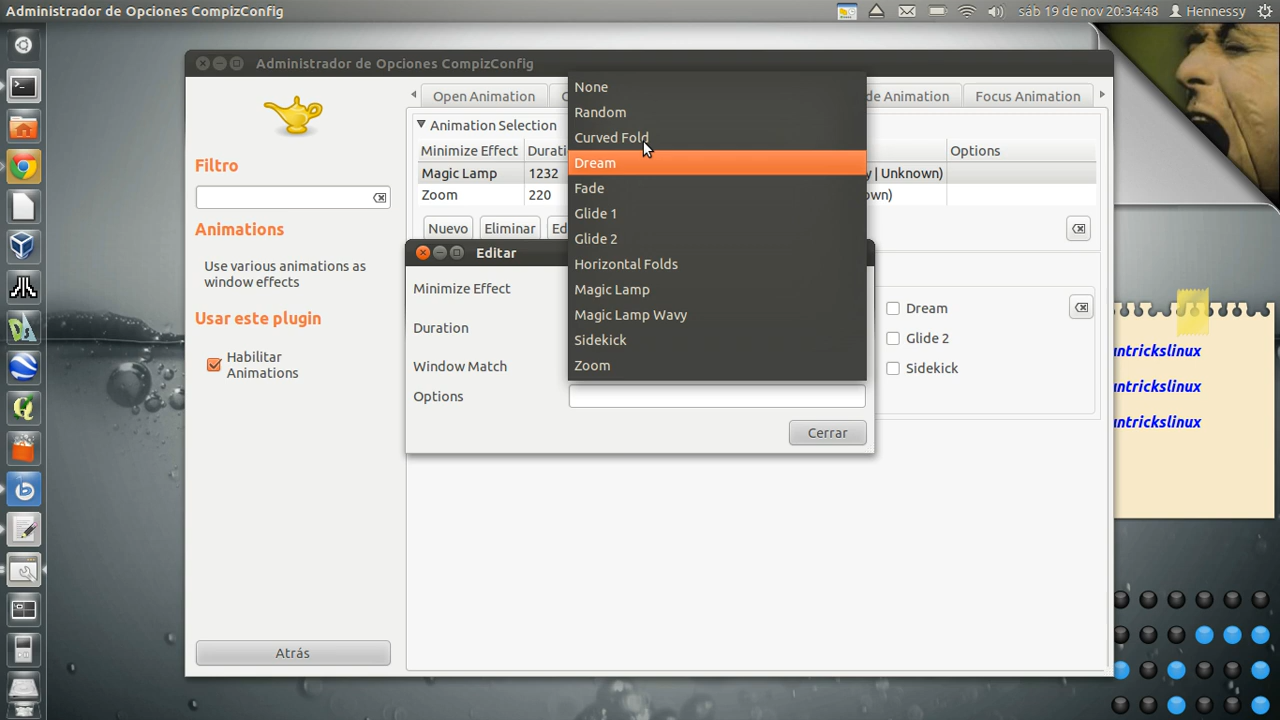 Administrador de Opciones CompizConfig
sáb 19 de nov 20:34:48 Hennessy
Administrador de Opciones CompizConfig
Filtro
Animations
Use various animations as
window effects
Usar este plugin
Habilitar
Animations
Atrás
Open Animation
de Animation
Focus Animation
Animation Selection
Minimize Effect
Options
Magic Lamp 1232 | Unknown)
Zoom 220
Nuevo Eliminar
Editar
Minimize Effect
Duration
Window Match
Options
None
Random
Curved Fold
Dream
Fade
Glide 1
Glide 2
Horizontal Folds
Magic Lamp
Magic Lamp Wavy
Sidekick
Zoom
Cerrar
Dream
Glide 2
Sidekick
untrickslinux
untrickslinux
untrickslinux